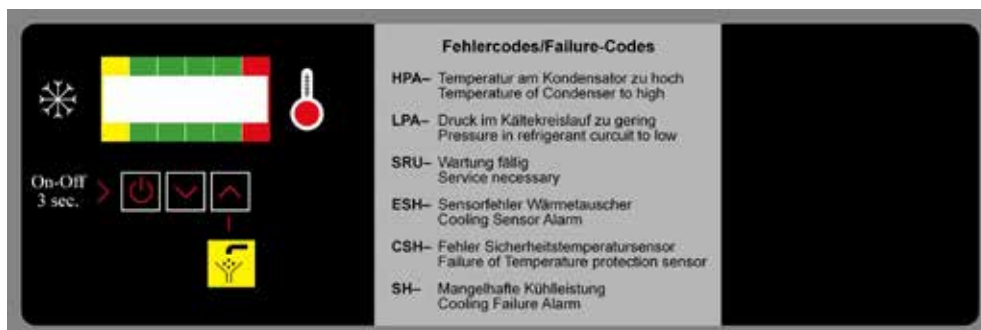 Fehlercodes/Failure-Codes
HPA– Temperatur am Kondensator zu hoch
Temperature of Condenser to high
LPA– Druck im Kältekreislauf zu gering
Pressure in refrigerant curcuit to low
SRU– Wartung fällig
Service necessary
ESH– Sensorfehler Wärmetauscher
Cooling Sensor Alarm
CSH– Fehler Sicherheitstemperatursensor
Failure of Temperature protection sensor
SH– Mangelhafte Kühlleistung
Cooling Failure Alarm
On-Off
3 sec.